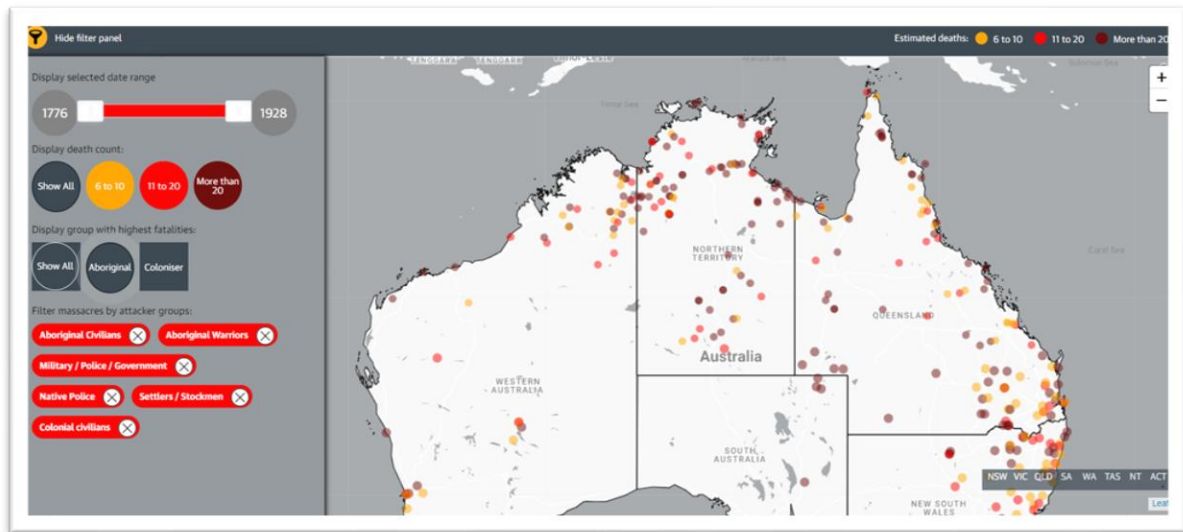 Hide filter panel
Estimated deaths: 6 to 10 11 to 20 More than 20
Display selected date range
1776 1928
Display death count:
Show All 6 to 10 11 to 20 More than 20
Display group with highest fatalities:
Show All Aboriginal Coloniser
Filter massacres by attacker groups:
Aboriginal Civilians Aboriginal Warriors
Military / Police / Government
Native Police Settlers / Stockmen
Colonial civilians
Timor Sea
Solomon Sea
Coral Sea
+
−
NORTHERN
TERRITORY
QUEENSLAND
Australia
WESTERN
AUSTRALIA
SOUTH
AUSTRALIA
NEW SOUTH
WALES
NSW VIC QLD SA WA TAS NT ACT
Leaf